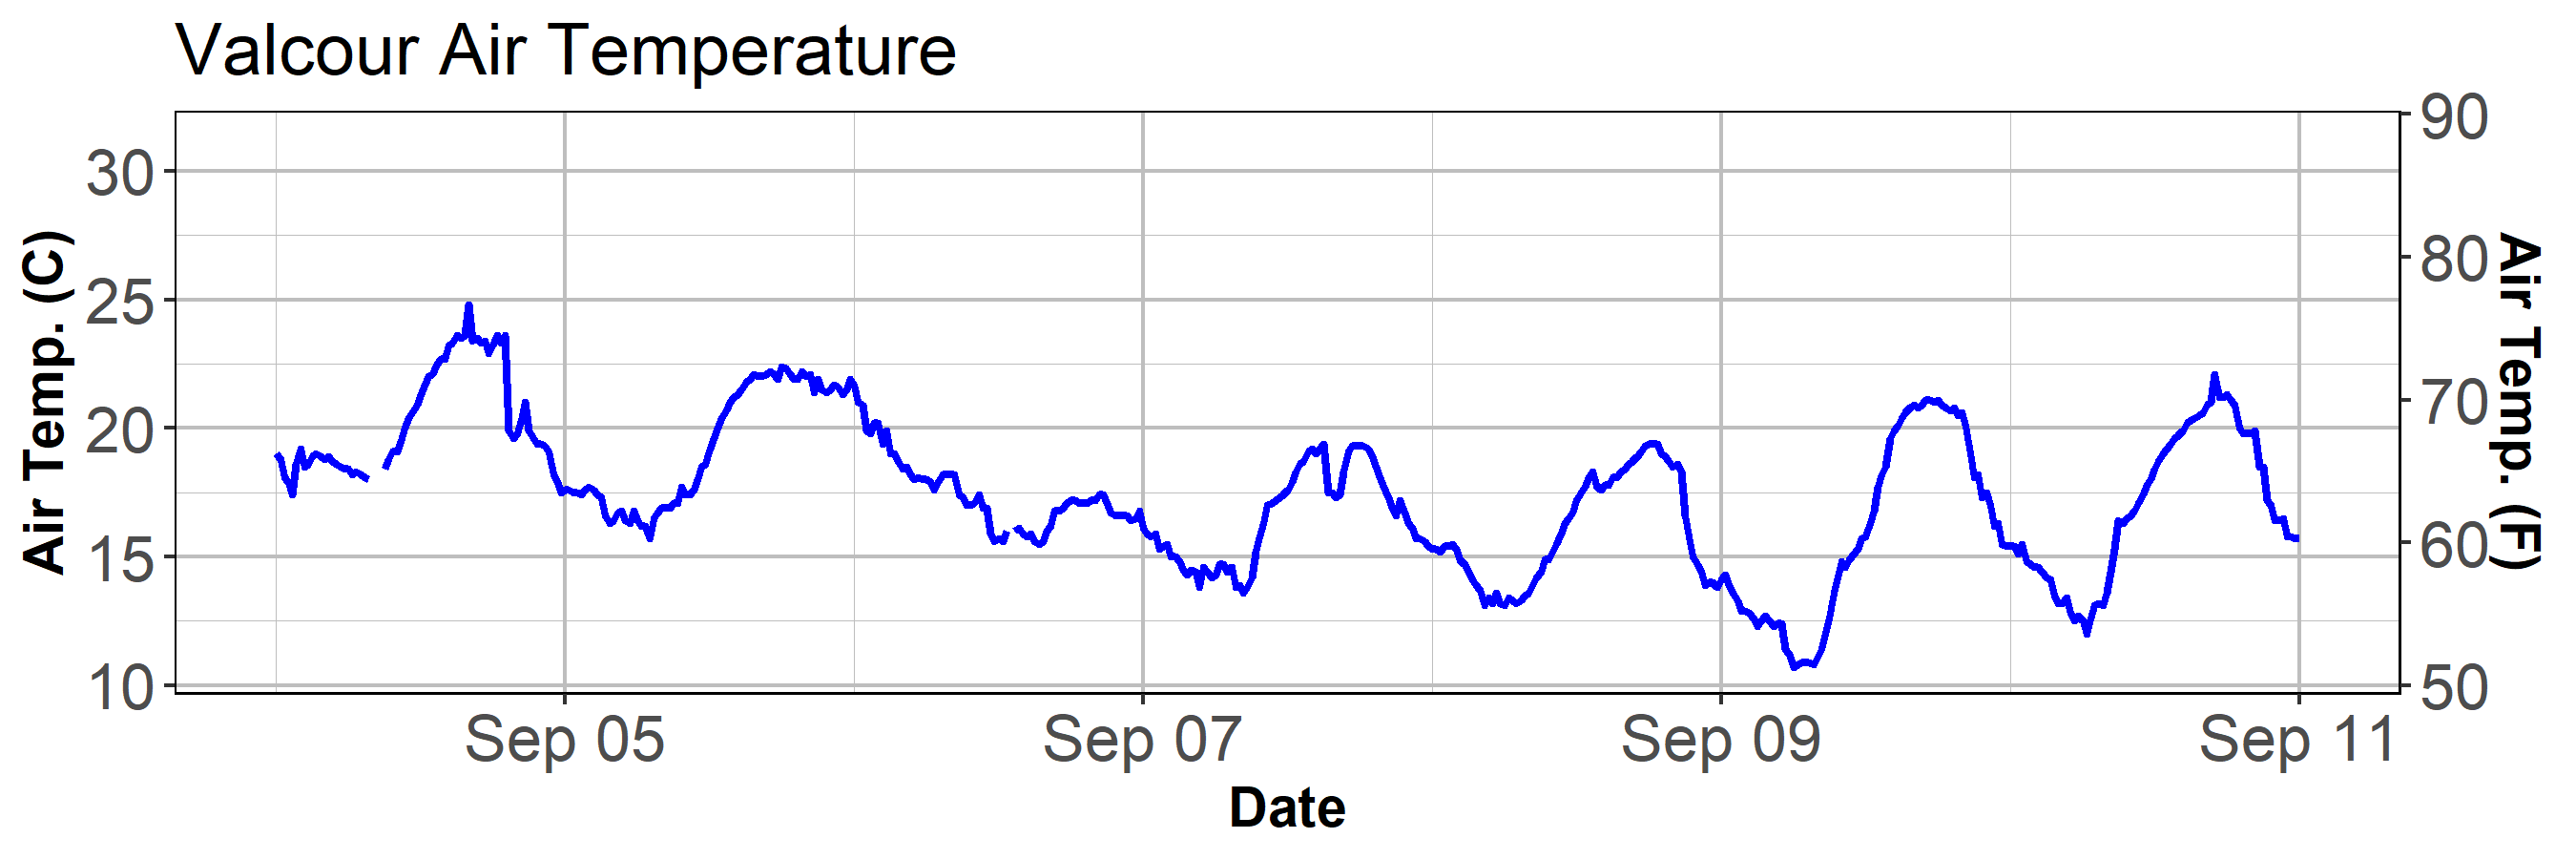 Valcour Air Temperature
Air Temp. (C)
30
25
20
15
10
90
80
70
60
50
Air Temp. (F)
Sep 05
Sep 07
Sep 09
Sep 11
Date